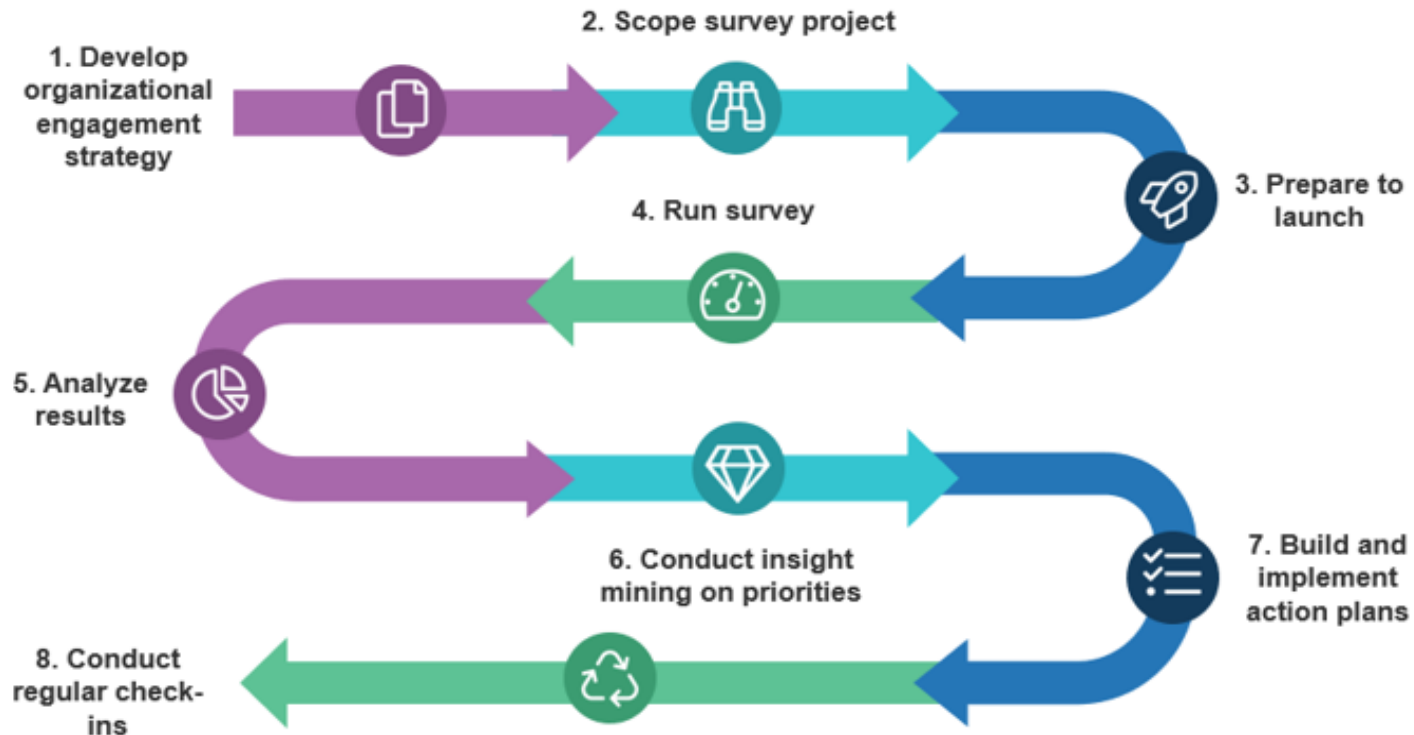 1. Develop
organizational
engagement
strategy
2. Scope survey project
3. Prepare to
launch
4. Run survey
5. Analyze
results
6. Conduct insight
mining on priorities
7. Build and
implement
action plans
8. Conduct
regular check-
ins